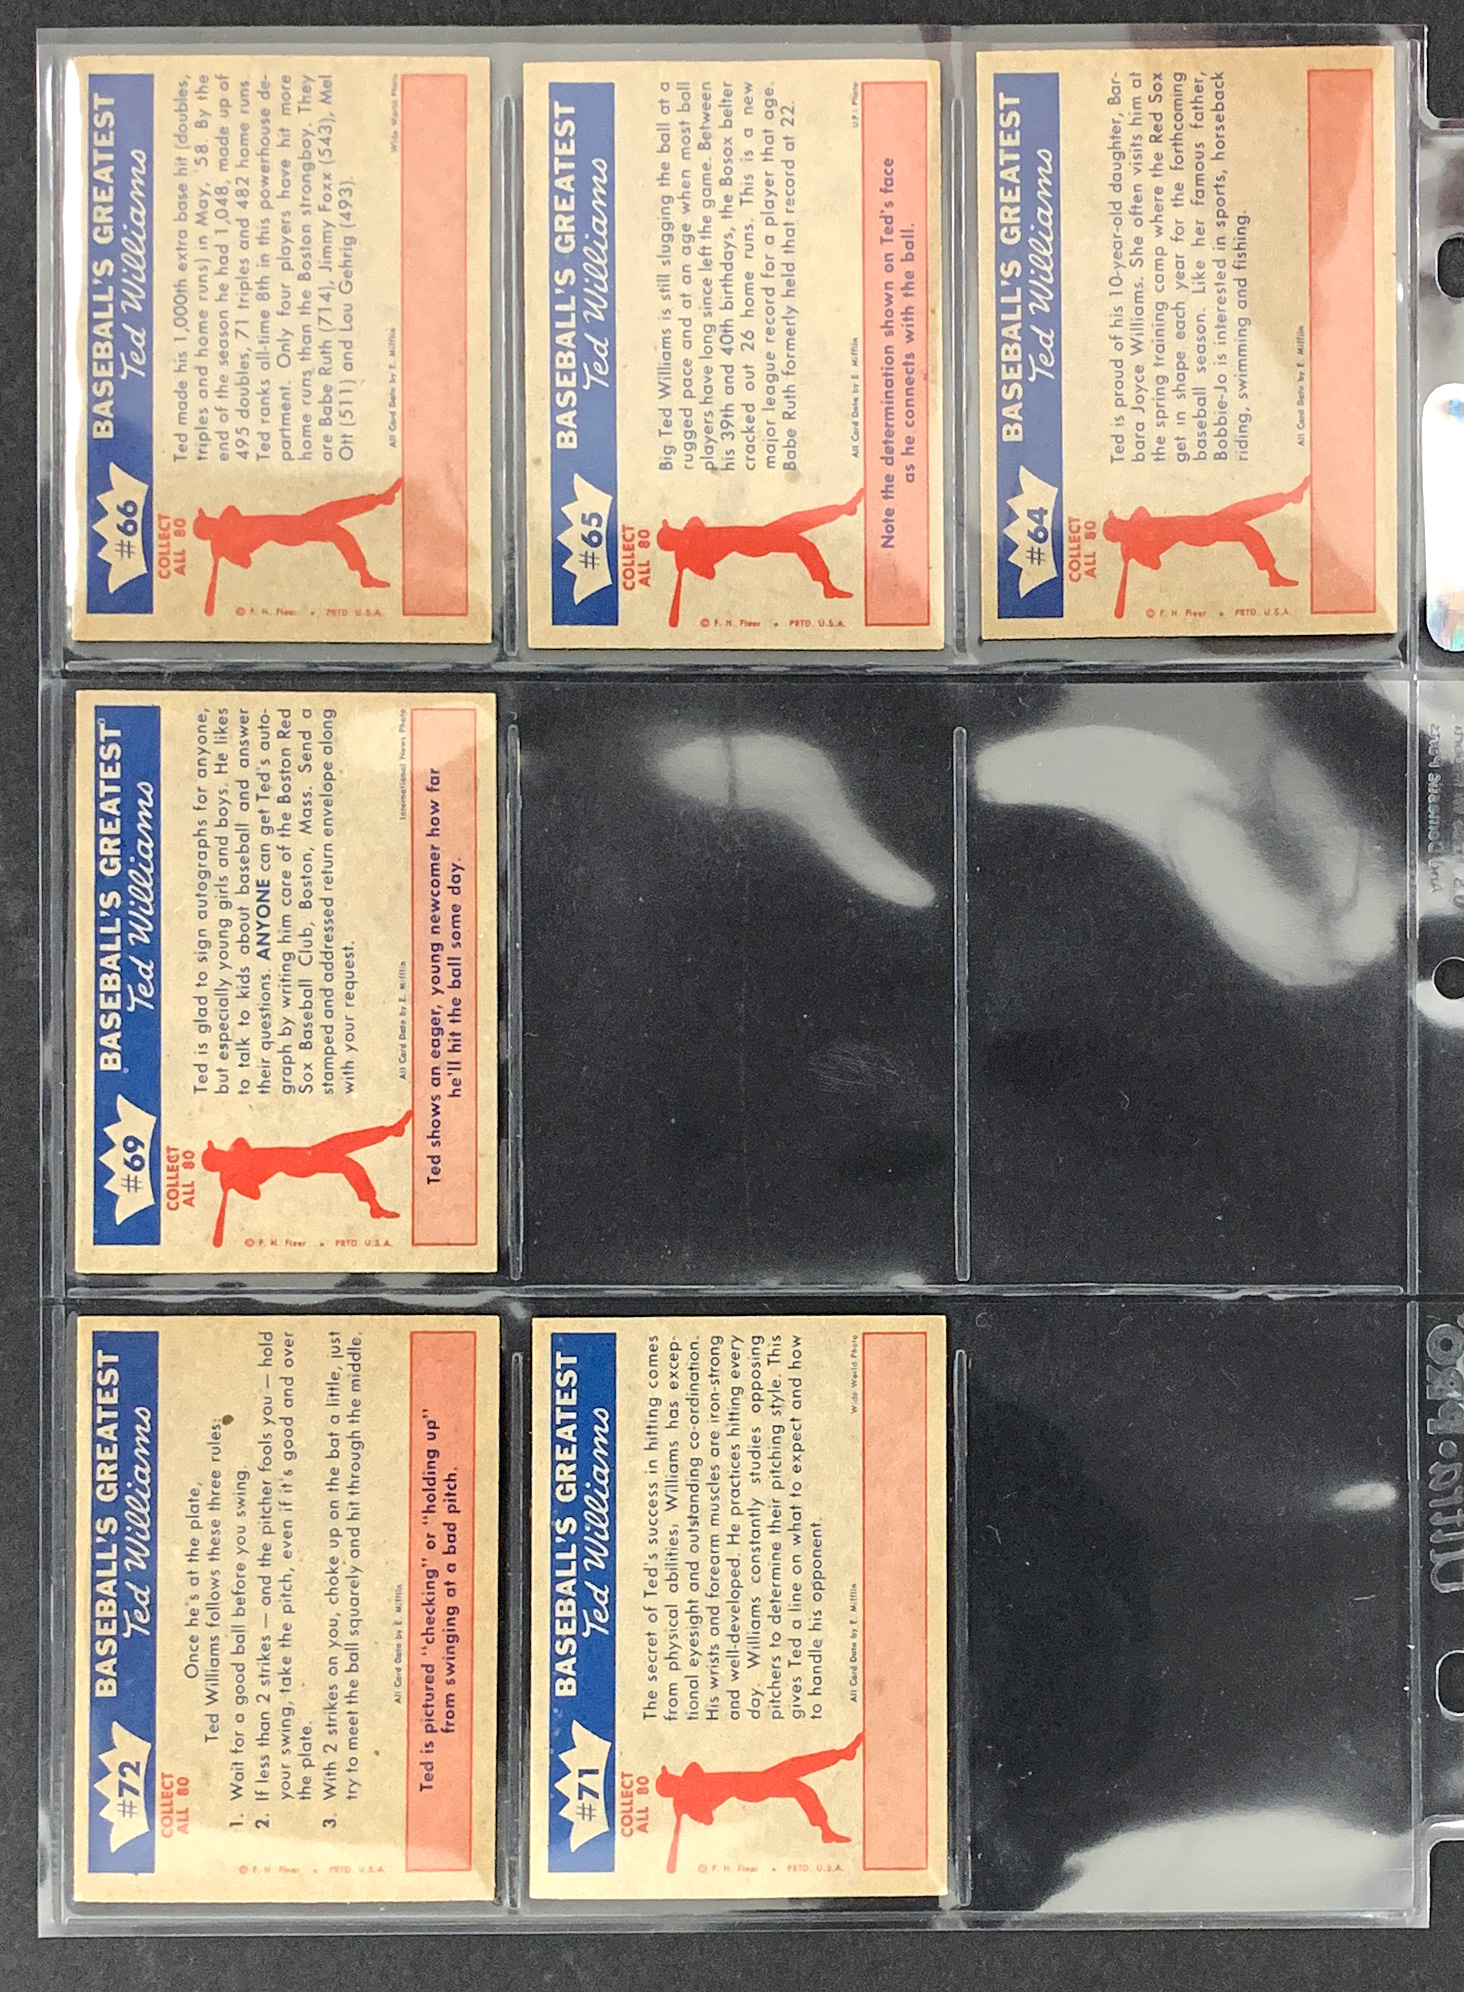 #66
BASEBALL'S GREATEST
Ted Williams
COLLECT
ALL 80
Ted made his 1,000th extra base hit (doubles,
triples and home runs) in May, '58. By the
end of the season he had 1,048, made up of
495 doubles, 71 triples and 482 home runs.
Ted ranks all-time 8th in this powerhouse de-
partment. Only four players have hit more
home runs than the Boston strongboy. They
are Babe Ruth (714), Jimmy Foxx (543), Mel
Ott (511) and Lou Gehrig (493).
All Card Data by E. Mifflin
Wide World Photo
© F. H. Fleer • PRTD. U.S.A.
#65
BASEBALL'S GREATEST
Ted Williams
COLLECT
ALL 80
Big Ted Williams is still slugging the ball at a
rugged pace and at an age when most ball
players have long since left the game. Between
his 39th and 40th birthdays, the Bosox belter
cracked out 26 home runs. This is a new
major league record for a player that age.
Babe Ruth formerly held that record at 22.
All Card Data by E. Mifflin
U.P.I. Photo
© F. H. Fleer • PRTD. U.S.A.
Note the determination shown on Ted's face
as he connects with the ball.
#64
BASEBALL'S GREATEST
Ted Williams
COLLECT
ALL 80
Ted is proud of his 10-year-old daughter, Bar-
bara Joyce Williams. She often visits him at
the spring training camp where the Red Sox
get in shape each year for the forthcoming
baseball season. Like her famous father,
Bobbie-Jo is interested in sports, horseback
riding, swimming and fishing.
All Card Data by E. Mifflin
© F. H. Fleer • PRTD. U.S.A.
#69
BASEBALL'S GREATEST
Ted Williams
COLLECT
ALL 80
Ted is glad to sign autographs for anyone,
but especially young girls and boys. He likes
to talk to kids about baseball and answer
their questions. ANYONE can get Ted's auto-
graph by writing him care of the Boston Red
Sox Baseball Club, Boston, Mass. Send a
stamped and addressed return envelope along
with your request.
All Card Data by E. Mifflin
International News Photo
© F. H. Fleer • PRTD. U.S.A.
Ted shows an eager, young newcomer how far
he'll hit the ball some day.
#72
BASEBALL'S GREATEST
Ted Williams
COLLECT
ALL 80
Once he's at the plate,
Ted Williams follows these three rules:
1. Wait for a good ball before you swing.
2. If less than 2 strikes — and the pitcher fools you — hold
your swing, take the pitch, even if it's good and over
the plate.
3. With 2 strikes on you, choke up on the bat a little, just
try to meet the ball squarely and hit through the middle.
All Card Data by E. Mifflin
© F. H. Fleer • PRTD. U.S.A.
Ted is pictured "checking" or "holding up"
from swinging at a bad pitch.
#71
BASEBALL'S GREATEST
Ted Williams
COLLECT
ALL 80
The secret of Ted's success in hitting comes
from physical abilities; Williams has excep-
tional eyesight and outstanding co-ordination.
His wrists and forearm muscles are iron-strong
and well-developed. He practices hitting every
day. Williams constantly studies opposing
pitchers to determine their pitching style. This
gives Ted a line on what to expect and how
to handle his opponent.
All Card Data by E. Mifflin
Wide World Photo
© F. H. Fleer • PRTD. U.S.A.